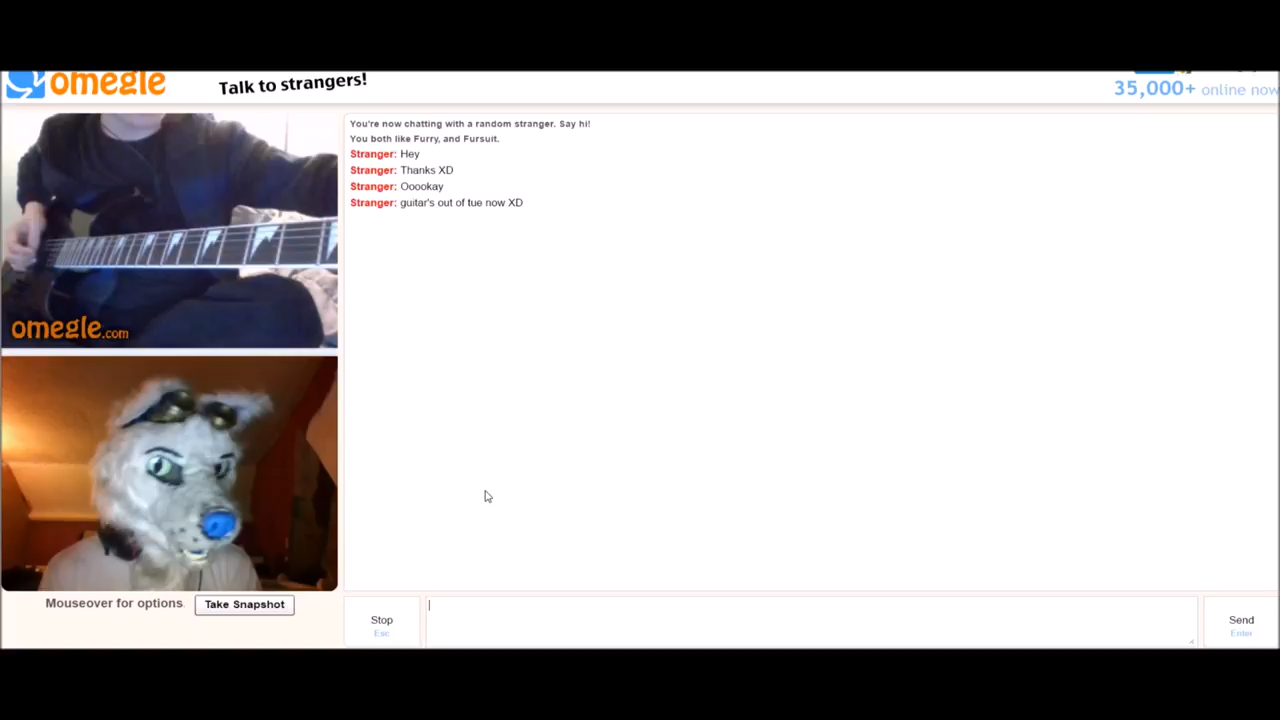 omegle
Talk to strangers!
35,000+ online now
You're now chatting with a random stranger. Say hi!
You both like Furry, and Fursuit.
Stranger: Hey
Stranger: Thanks XD
Stranger: Ooookay
Stranger: guitar's out of tue now XD
omegle.com
Mouseover for options.
Take Snapshot
Stop
Esc
Send
Enter